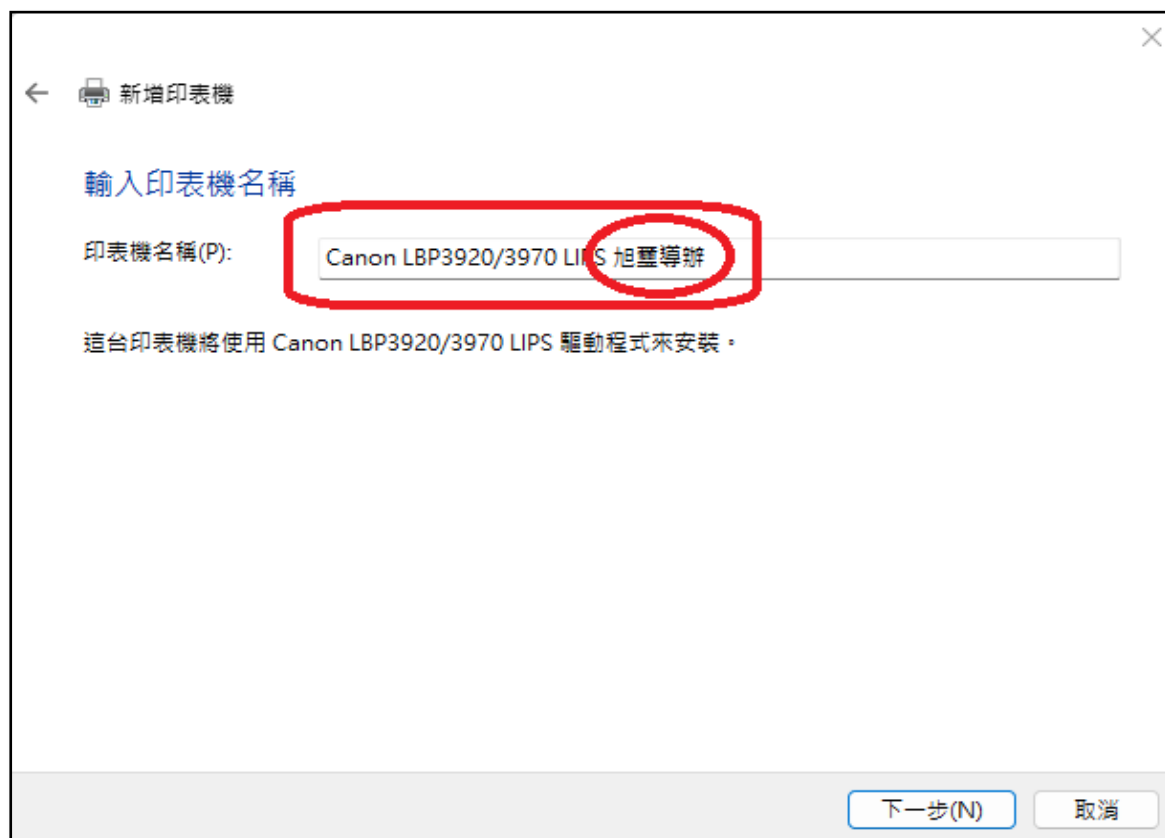 新增印表機
輸入印表機名稱
印表機名稱(P):
Canon LBP3920/3970 LIPS 旭璽導辦
這台印表機將使用 Canon LBP3920/3970 LIPS 驅動程式來安裝。
下一步(N)
取消